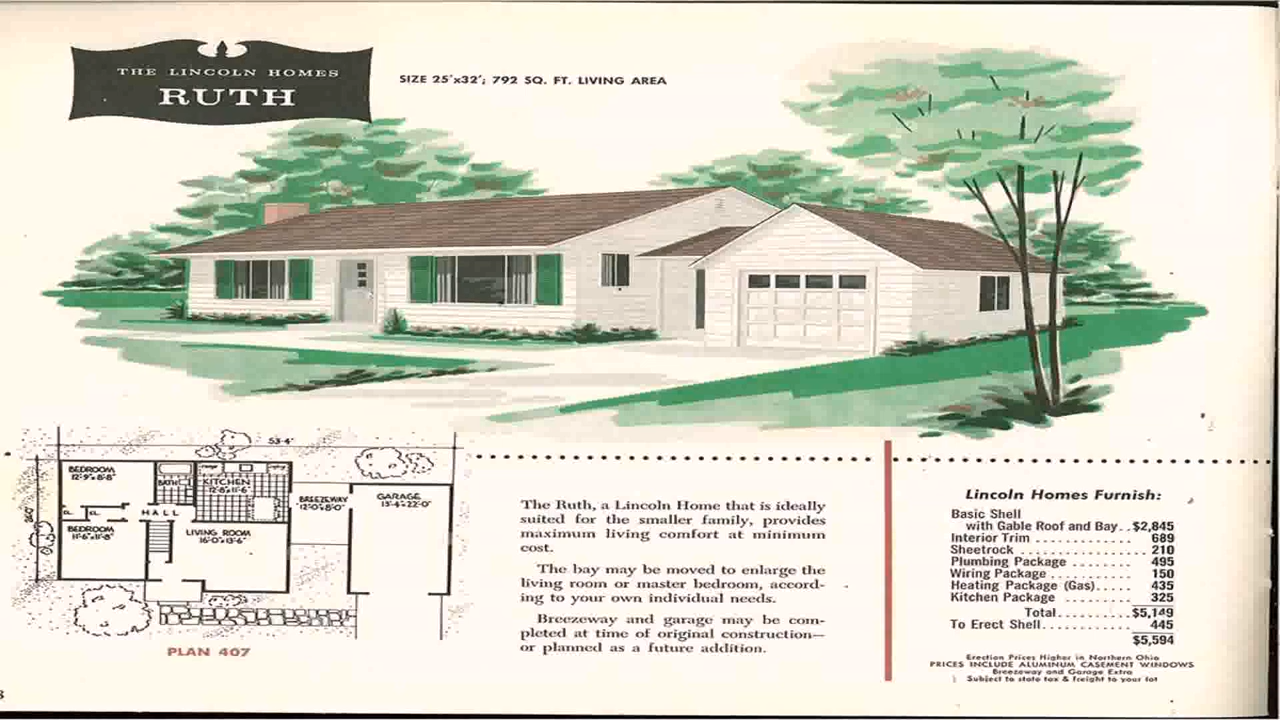 THE LINCOLN HOMES
RUTH
SIZE 25'x32'; 792 SQ. FT. LIVING AREA
53'-4"
BEDROOM
12'-9"x8'-8"
BATH
KITCHEN
12'-8"x11'-6"
BREEZEWAY
12'-0"x8'-0"
GARAGE
15'-4"x22'-0"
CL.
CL.
HALL
BEDROOM
11'-6"x11'-8"
LIVING ROOM
16'-0"x13'-6"
PLAN 407
The Ruth, a Lincoln Home that is ideally
suited for the smaller family, provides
maximum living comfort at minimum
cost.
The bay may be moved to enlarge the
living room or master bedroom, accord-
ing to your own individual needs.
Breezeway and garage may be com-
pleted at time of original construction—
or planned as a future addition.
Lincoln Homes Furnish:
Basic Shell
with Gable Roof and Bay . . $2,845
Interior Trim . . . . . . . . . . . . 689
Sheetrock . . . . . . . . . . . . . . . 210
Plumbing Package . . . . . . . . 495
Wiring Package . . . . . . . . . . 150
Heating Package (Gas) . . . . . 435
Kitchen Package . . . . . . . . 325
Total . . . . . . . . . . $5,149
To Erect Shell . . . . . . . . . . . . 445
$5,594
Erection Prices Higher in Northern Ohio
PRICES INCLUDE ALUMINUM CASEMENT WINDOWS
Breezeway and Garage Extra
Subject to state tax & freight to your lot